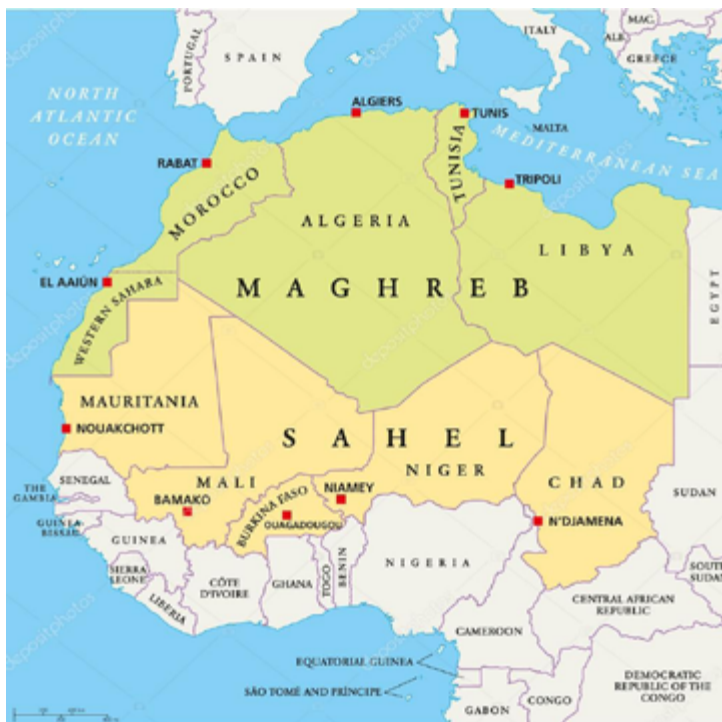 PORTUGAL
SPAIN
ITALY
MAC.
ALB.
GREECE
NORTH
ATLANTIC
OCEAN
ALGIERS
TUNIS
MALTA
MEDITERRANEAN SEA
RABAT
MOROCCO
TUNISIA
TRIPOLI
ALGERIA
LIBYA
EGYPT
EL AAIÚN
WESTERN SAHARA
MAGHREB
MAURITANIA
NOUAKCHOTT
SAHEL
MALI
NIGER
CHAD
SENEGAL
THE
GAMBIA
BAMAKO
BURKINA FASO
NIAMEY
OUAGADOUGOU
N'DJAMENA
SUDAN
GUINEA
BISSAU
GUINEA
SIERRA
LEONE
LIBERIA
CÔTE
D'IVOIRE
GHANA
TOGO
BENIN
NIGERIA
SOUTH
SUDAN
CENTRAL AFRICAN
REPUBLIC
CAMEROON
EQUATORIAL GUINEA
SÃO TOMÉ AND PRÍNCIPE
GABON
CONGO
DEMOCRATIC
REPUBLIC OF THE
CONGO
depositphotos